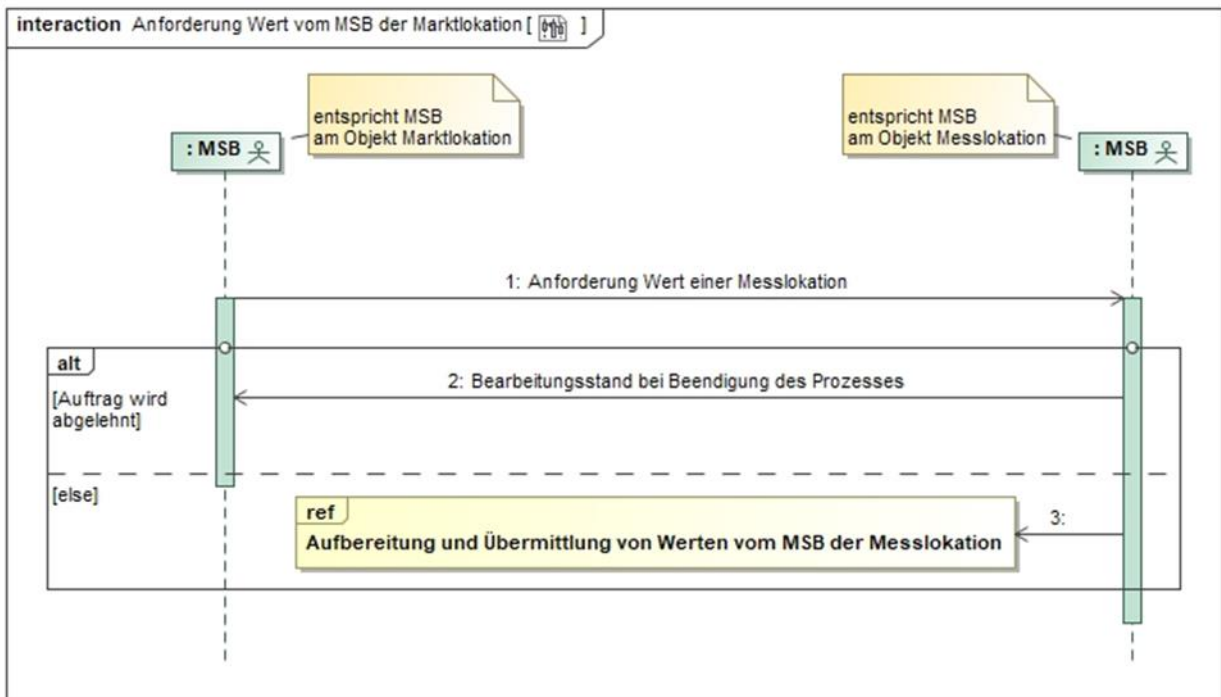 interaction Anforderung Wert vom MSB der Marktlokation [ ]
entspricht MSB
am Objekt Marktlokation
entspricht MSB
am Objekt Messlokation
: MSB
: MSB
1: Anforderung Wert einer Messlokation
alt
2: Bearbeitungsstand bei Beendigung des Prozesses
[Auftrag wird
abgelehnt]
[else]
ref
3:
Aufbereitung und Übermittlung von Werten vom MSB der Messlokation